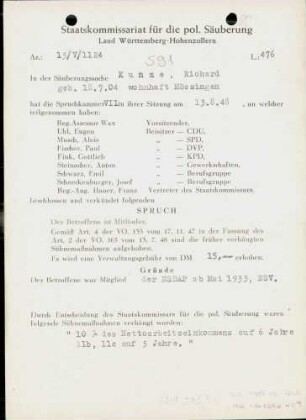 Staatskommissariat für die pol. Säuberung
Land Württemberg-Hohenzollern
Nr.: 15/V/1124
591
L.476
In der Säuberungssache Kunze, Richard
geb. 18.7.04 wohnhaft Mössingen
hat die Spruchkammer VII in ihrer Sitzung am 13.8.48, an welcher
teilgenommen haben:
Reg.Assessor Wax Vorsitzender.
Uhl, Eugen Beisitzer — CDU,
Munds, Alois „ — SPD,
Fischer, Paul „ — DVP,
Fink, Gottlieb „ — KPD,
Steinacher, Anton „ — Gewerkschaften,
Schwarz, Emil „ — Berufsgruppe
Schneckenburger, Josef „ — Berufsgruppe
Reg.-Ang. Hauer, Franz Vertreter des Staatskommissars.
beschlossen und verkündet folgenden
SPRUCH
Der Betroffene ist Mitläufer.
Gemäß Art. 4 der VO. 133 vom 17. 11. 47 in der Fassung des
Art. 2 der VO. 165 vom 13. 7. 48 sind die früher verhängten
Sühnemaßnahmen aufgehoben.
Es wird eine Verwaltungsgebühr von DM 15,— erhoben.
Gründe
Der Betroffene war Mitglied der NSDAP ab Mai 1933, NSV.
Durch Entscheidung des Staatskommissars für die pol. Säuberung waren
folgende Sühnemaßnahmen verhängt worden:
"10 % des Nettoarbeitseinkommens auf 6 Jahre
11b, 11c auf 5 Jahre."